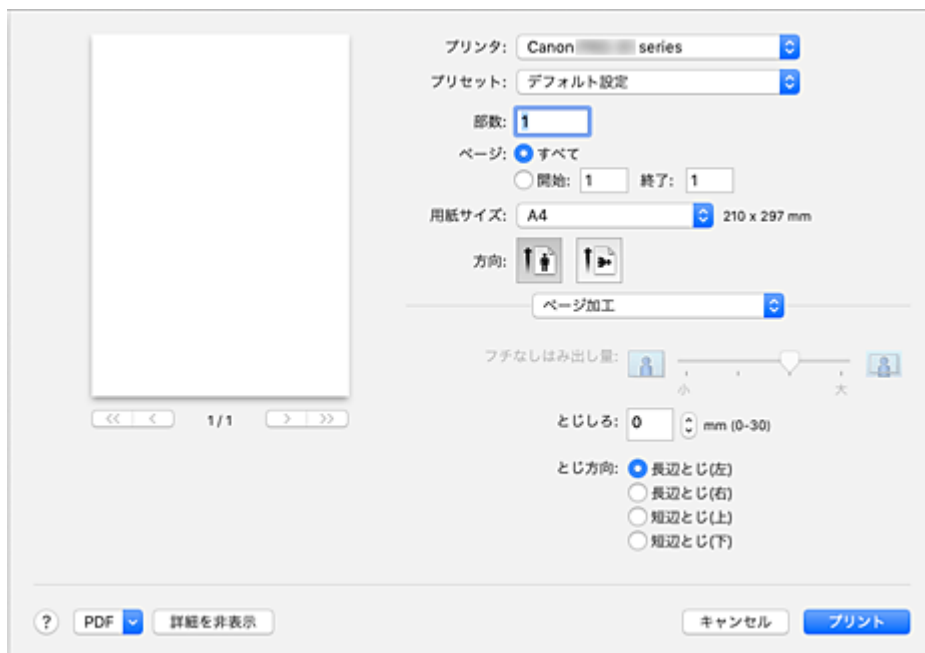 プリンタ: Canon series
プリセット: デフォルト設定
部数: 1
ページ: すべて
開始: 1 終了: 1
用紙サイズ: A4 210 x 297 mm
方向:
ページ加工
フチなしはみ出し量:
小 大
<< < 1 / 1 > >>
とじしろ: 0 mm (0-30)
とじ方向: 長辺とじ(左)
長辺とじ(右)
短辺とじ(上)
短辺とじ(下)
? PDF 詳細を非表示 キャンセル プリント